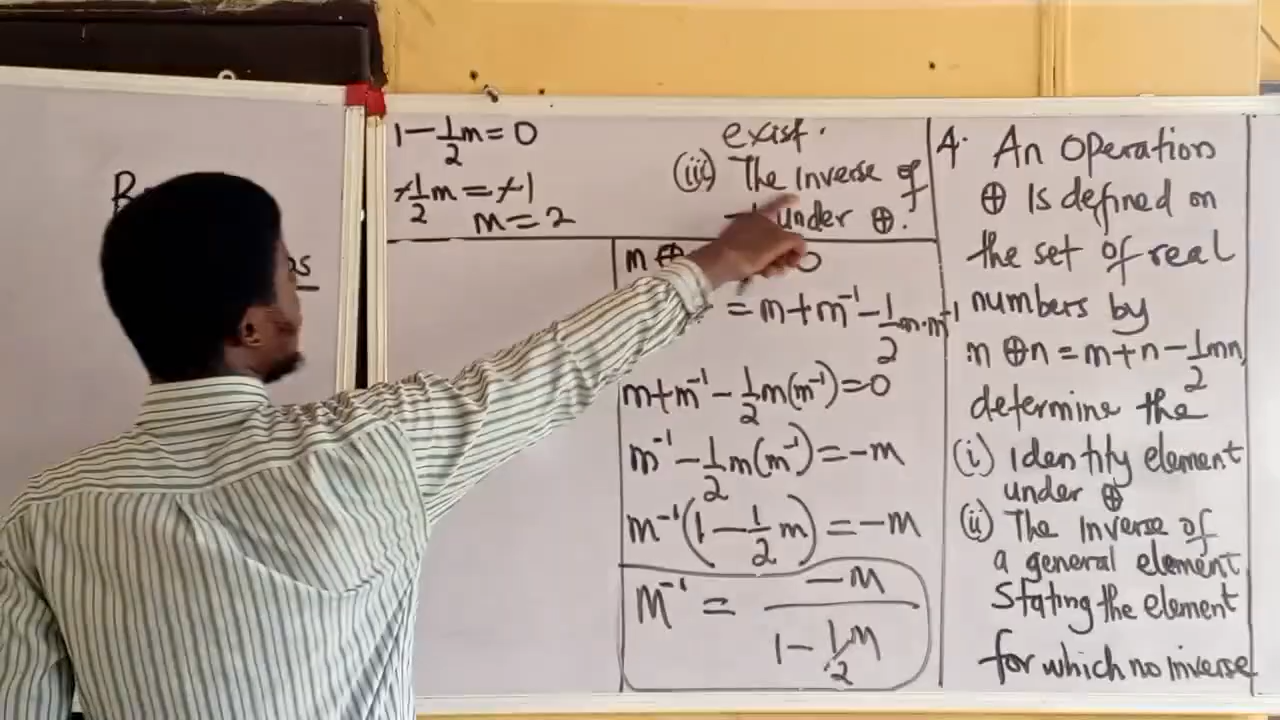 1 - 1/2 m = 0
-1/2 m = -1
m = 2
exist.
(iii) The inverse of
under ⊕.
m ⊕
0
= m + m⁻¹ - 1/2 m·m⁻¹
m + m⁻¹ - 1/2 m(m⁻¹) = 0
m⁻¹ - 1/2 m(m⁻¹) = -m
m⁻¹(1 - 1/2 m) = -m
m⁻¹ = -m / (1 - 1/2 m)
4. An Operation
⊕ Is defined on
the set of real
numbers by
m ⊕ n = m + n - 1/2 mn,
determine the
(i) Identity element
under ⊕
(ii) The Inverse of
a general element
Stating the element
for which no inverse